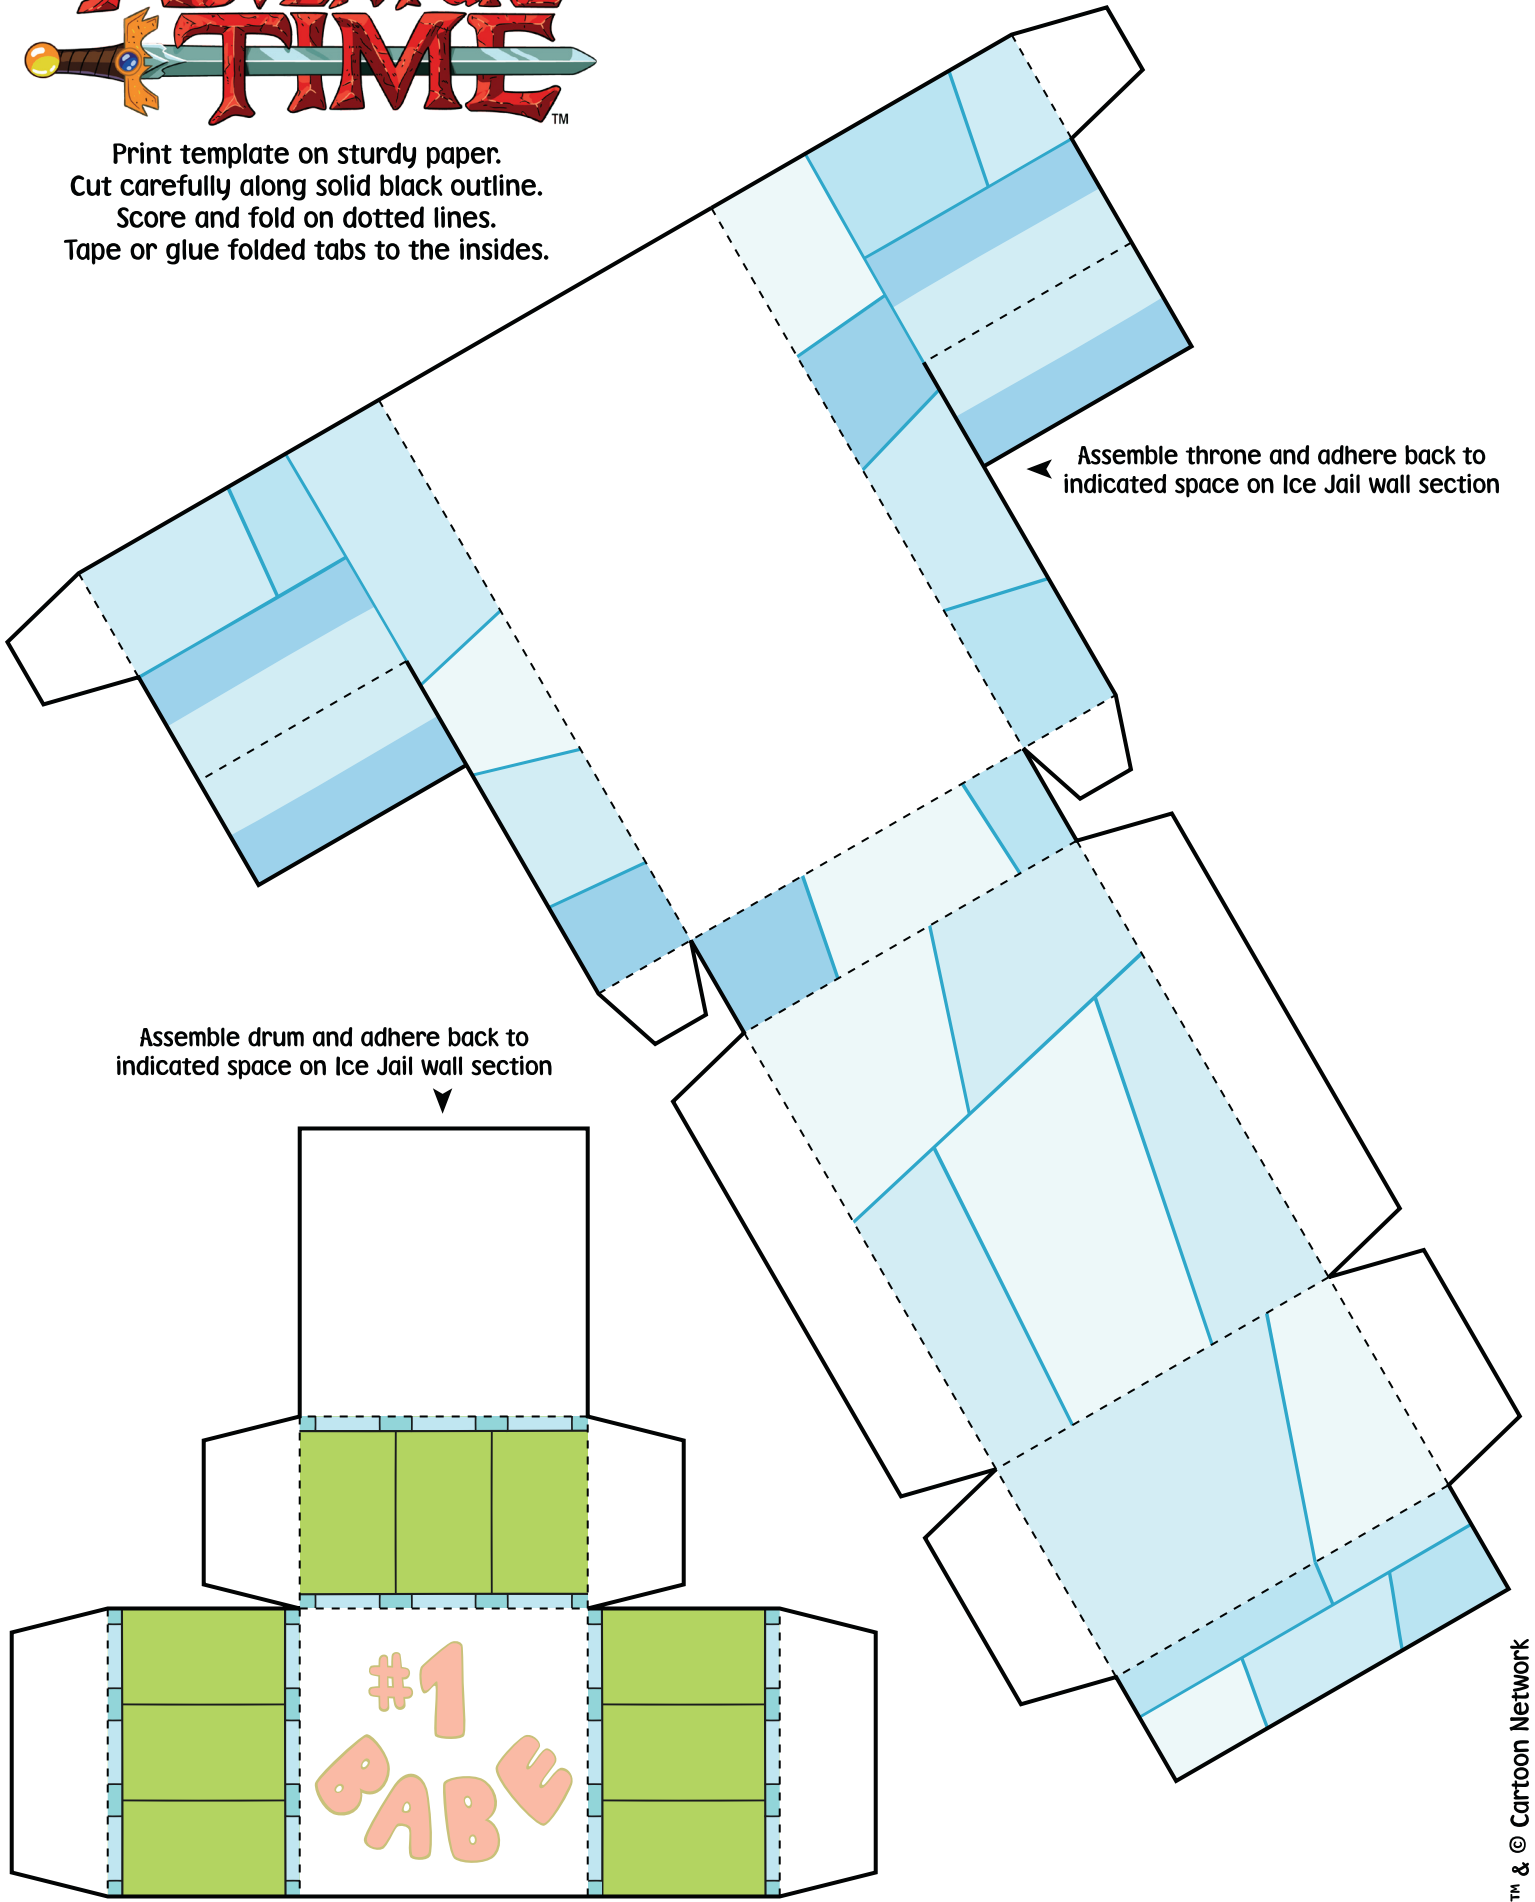 ADVENTURE
TIME™
Print template on sturdy paper.
Cut carefully along solid black outline.
Score and fold on dotted lines.
Tape or glue folded tabs to the insides.
Assemble throne and adhere back to
indicated space on Ice Jail wall section
Assemble drum and adhere back to
indicated space on Ice Jail wall section
#1
BABE
™ & © Cartoon Network